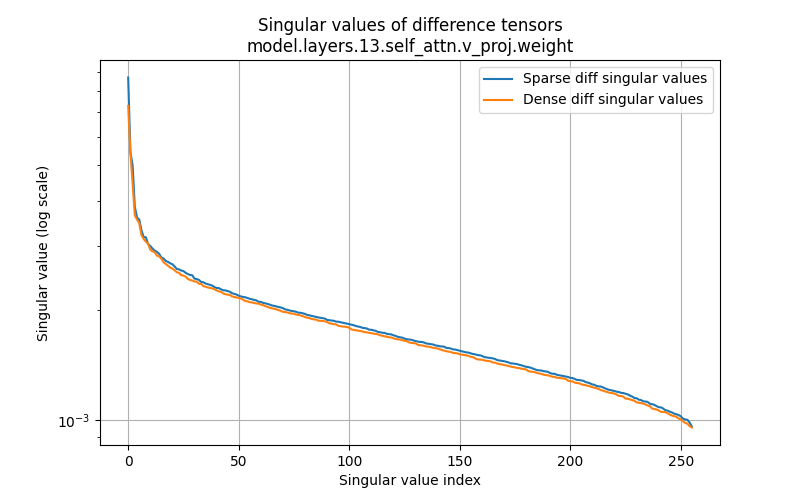 Singular values of difference tensors
model.layers.13.self_attn.v_proj.weight
Sparse diff singular values
Dense diff singular values
Singular value (log scale)
10⁻³
0 50 100 150 200 250
Singular value index